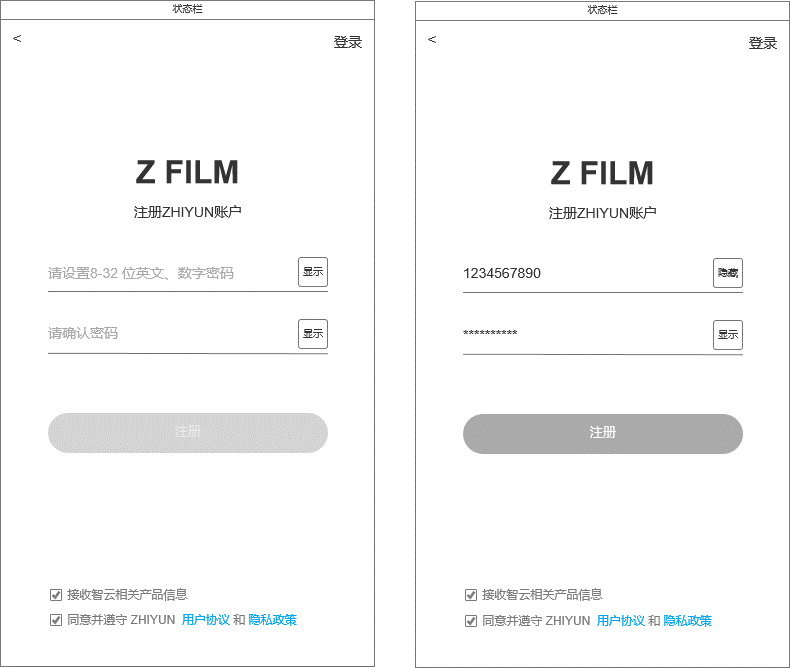 状态栏
<
登录
Z FILM
注册ZHIYUN账户
请设置8-32 位英文、数字密码
显示
请确认密码
显示
注册
接收智云相关产品信息
同意并遵守 ZHIYUN 用户协议 和 隐私政策
状态栏
<
登录
Z FILM
注册ZHIYUN账户
1234567890
隐藏
**********
显示
注册
接收智云相关产品信息
同意并遵守 ZHIYUN 用户协议 和 隐私政策